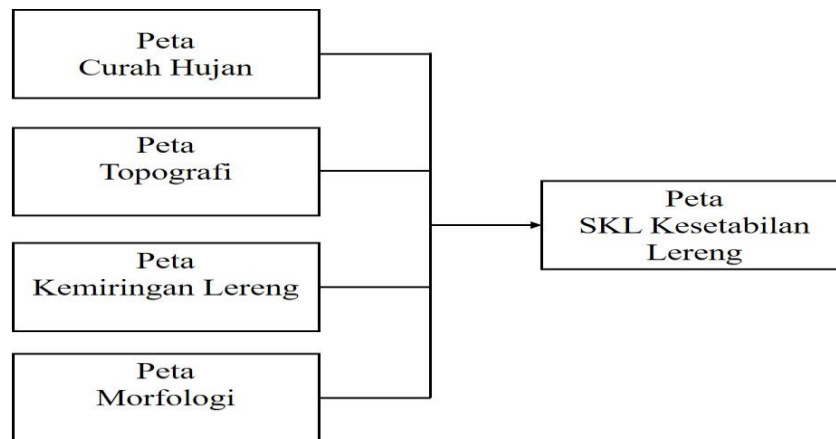 Peta
Curah Hujan
Peta
Topografi
Peta
Kemiringan Lereng
Peta
Morfologi
Peta
SKL Kesetabilan
Lereng